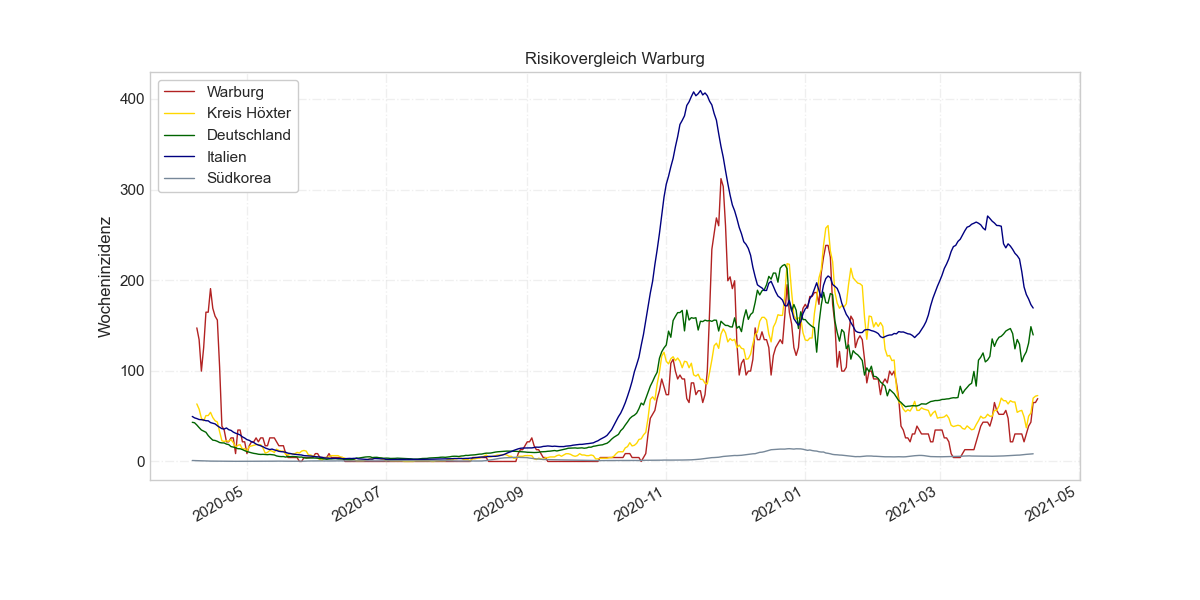 Risikovergleich Warburg
Warburg
Kreis Höxter
Deutschland
Italien
Südkorea
Wocheninzidenz
400
300
200
100
0
2020-05
2020-07
2020-09
2020-11
2021-01
2021-03
2021-05